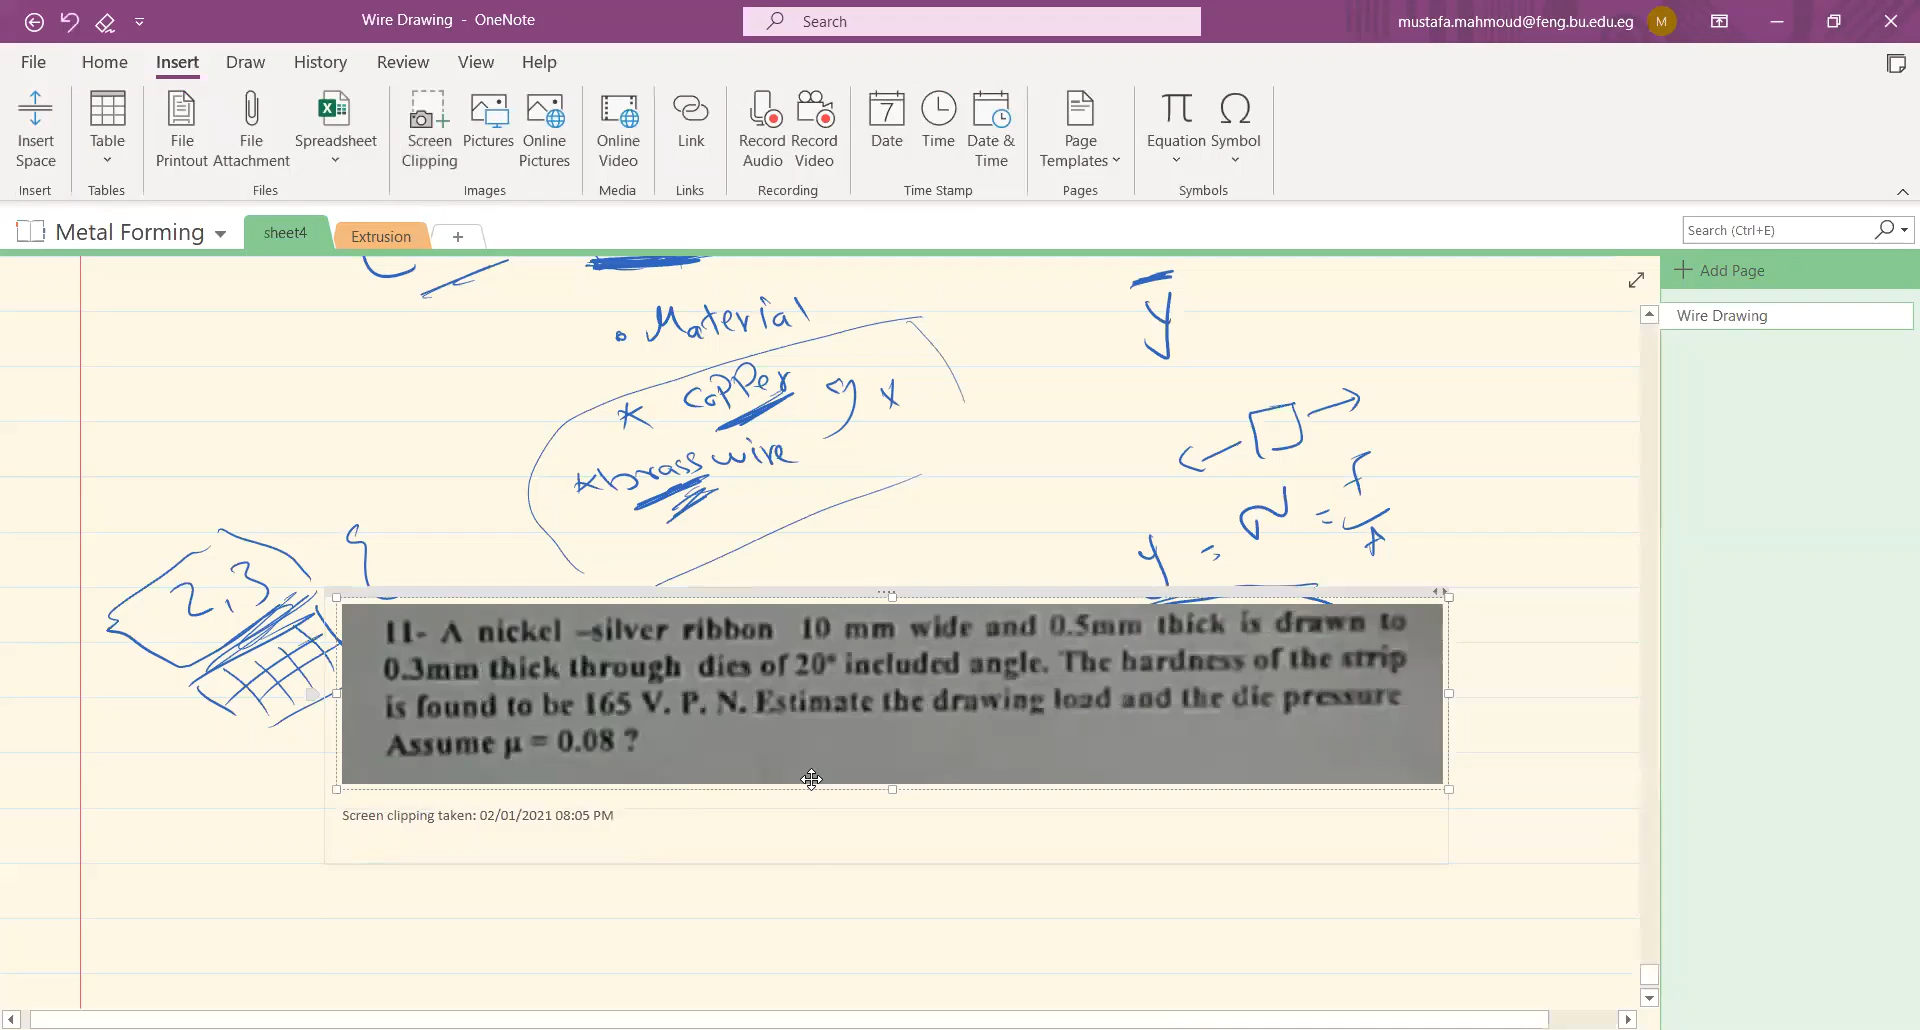 Wire Drawing - OneNote
Search
mustafa.mahmoud@feng.bu.edu.eg
M
File Home Insert Draw History Review View Help
Insert Space
Table
File Printout
File Attachment
Spreadsheet
Screen Clipping
Pictures
Online Pictures
Online Video
Link
Record Audio
Record Video
7
Date
Time
Date & Time
Page Templates
π
Equation
Ω
Symbol
Insert Tables Files Images Media Links Recording Time Stamp Pages Symbols
Metal Forming sheet4 Extrusion +
Search (Ctrl+E)
Add Page
Wire Drawing
Material
y
* copper
x
* brass wire
= F
A
y =
2,3
11- A nickel –silver ribbon 10 mm wide and 0.5mm thick is drawn to
0.3mm thick through dies of 20° included angle. The hardness of the strip
is found to be 165 V. P. N. Estimate the drawing load and the die pressure
Assume μ = 0.08 ?
Screen clipping taken: 02/01/2021 08:05 PM